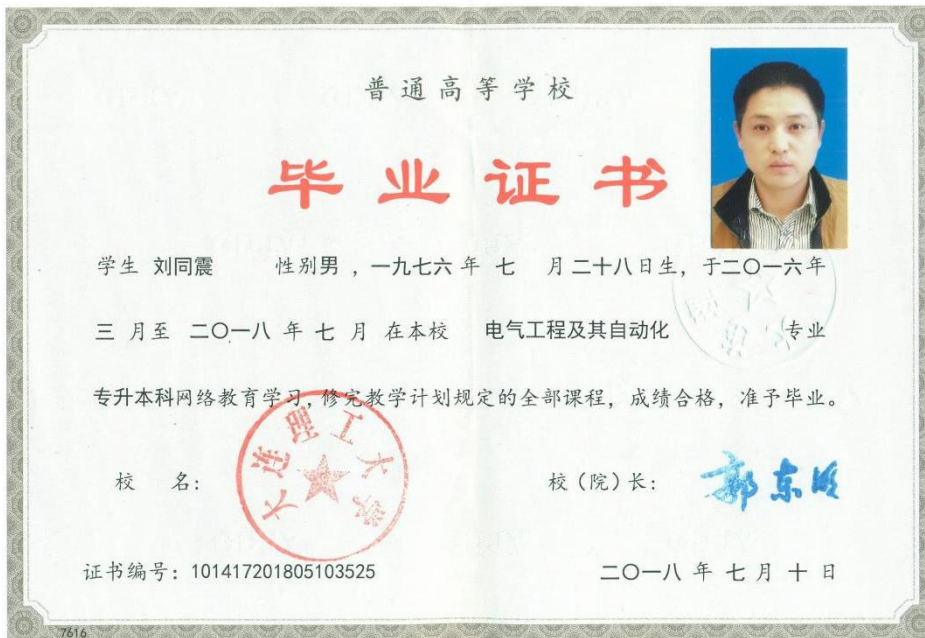 普通高等学校
毕业证书
学生 刘同震 性别男，一九七六年 七 月二十八日生，于二〇一六年
三 月至 二〇一八 年 七 月 在本校 电气工程及其自动化 专业
专升本科网络教育学习，修完教学计划规定的全部课程，成绩合格，准予毕业。
校 名：
大连理工大学
校（院）长：
郭东明
证书编号：101417201805103525
二〇一八 年 七 月 十 日
7616